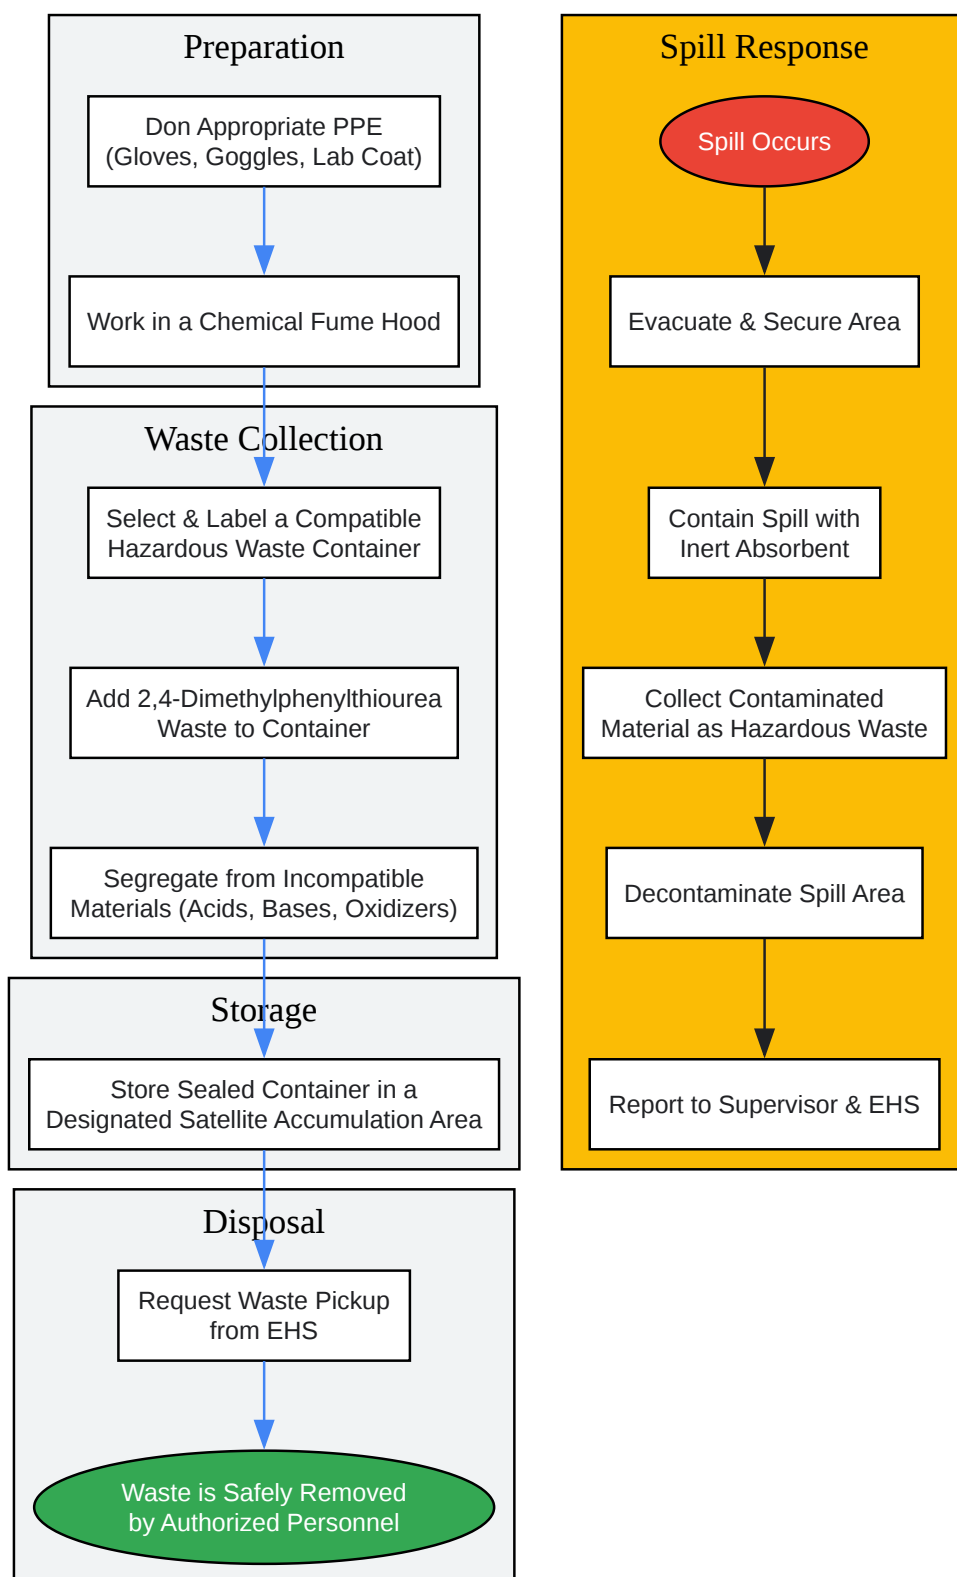 Preparation
Don Appropriate PPE
(Gloves, Goggles, Lab Coat)
Work in a Chemical Fume Hood
Waste Collection
Select & Label a Compatible
Hazardous Waste Container
Add 2,4-Dimethylphenylthiourea
Waste to Container
Segregate from Incompatible
Materials (Acids, Bases, Oxidizers)
Storage
Store Sealed Container in a
Designated Satellite Accumulation Area
Disposal
Request Waste Pickup
from EHS
Waste is Safely Removed
by Authorized Personnel
Spill Response
Spill Occurs
Evacuate & Secure Area
Contain Spill with
Inert Absorbent
Collect Contaminated
Material as Hazardous Waste
Decontaminate Spill Area
Report to Supervisor & EHS